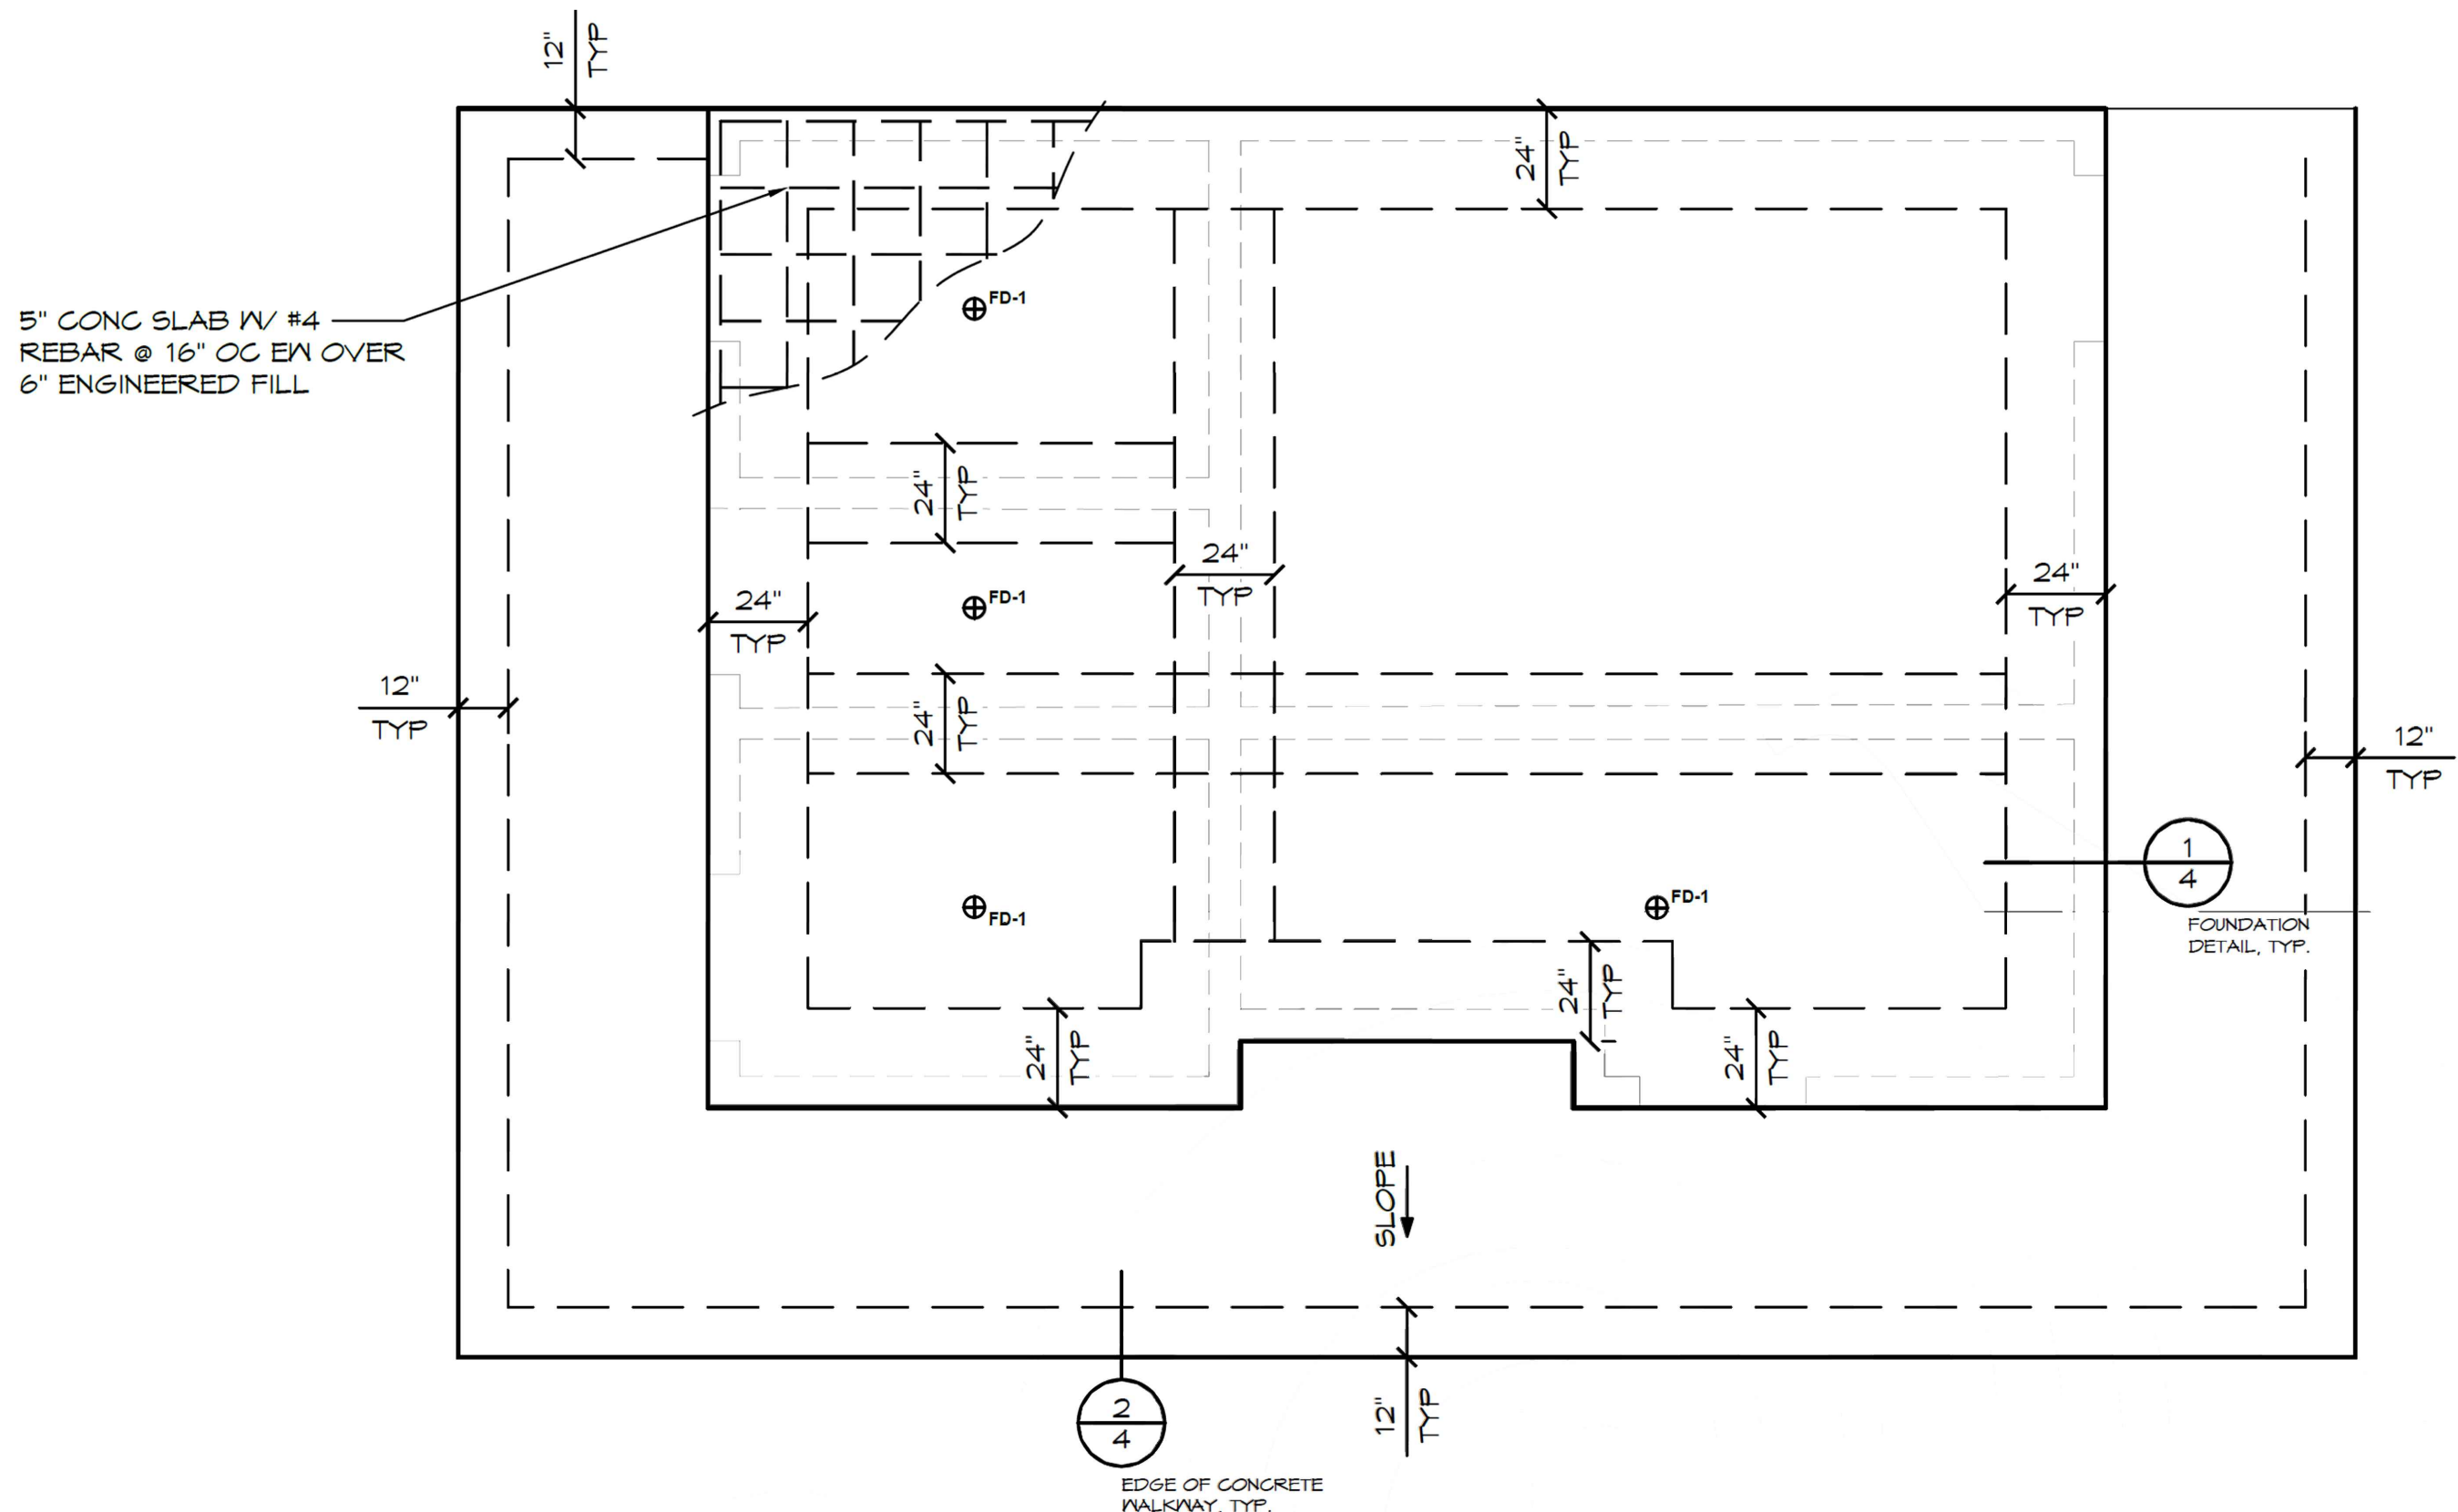 12"
TYP
24"
TYP
FD-1
5" CONC SLAB W/ #4
REBAR @ 16" OC EW OVER
6" ENGINEERED FILL
24"
TYP
24"
TYP
24"
TYP
FD-1
24"
TYP
12"
TYP
24"
TYP
12"
TYP
1
4
FOUNDATION
DETAIL, TYP.
FD-1
FD-1
24"
TYP
24"
TYP
24"
TYP
SLOPE
12"
TYP
2
4
EDGE OF CONCRETE
WALKWAY, TYP.